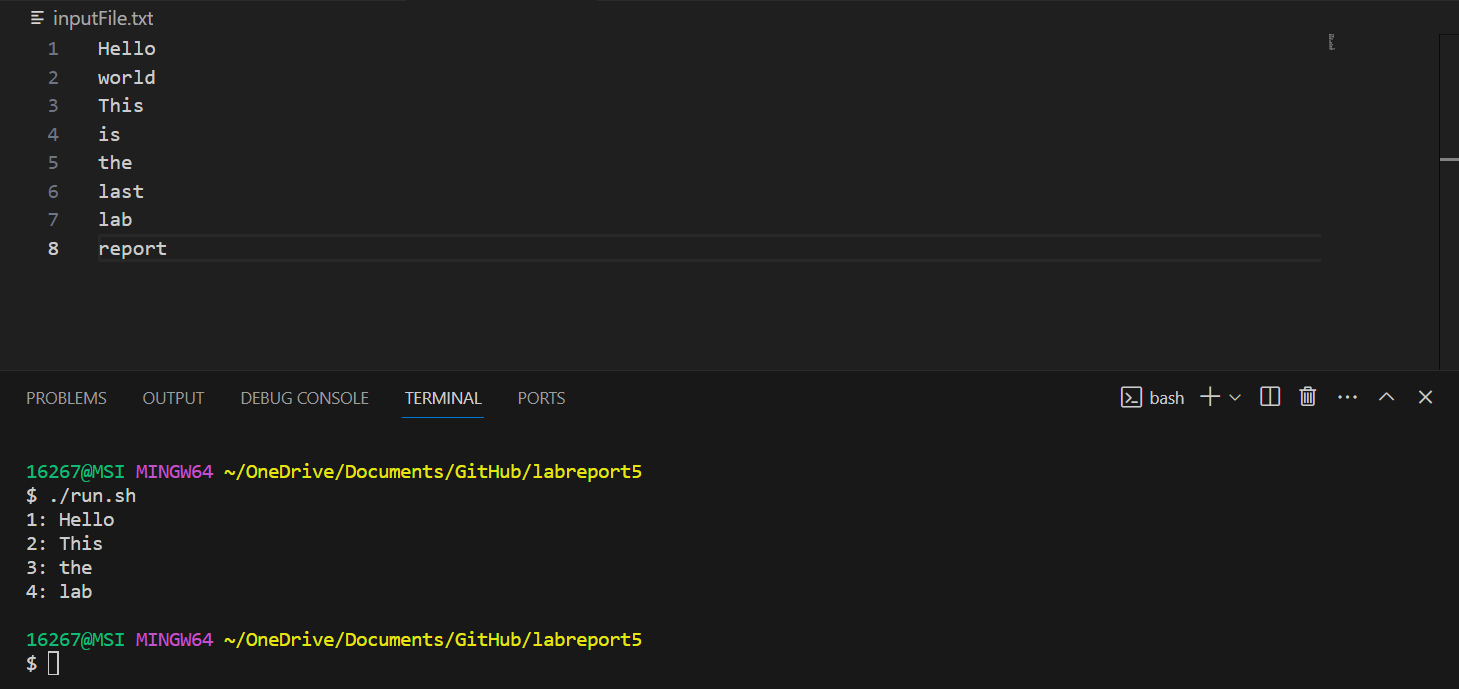 inputFile.txt
1 Hello
2 world
3 This
4 is
5 the
6 last
7 lab
8 report
PROBLEMS OUTPUT DEBUG CONSOLE TERMINAL PORTS bash
16267@MSI MINGW64 ~/OneDrive/Documents/GitHub/labreport5
$ ./run.sh
1: Hello
2: This
3: the
4: lab
16267@MSI MINGW64 ~/OneDrive/Documents/GitHub/labreport5
$